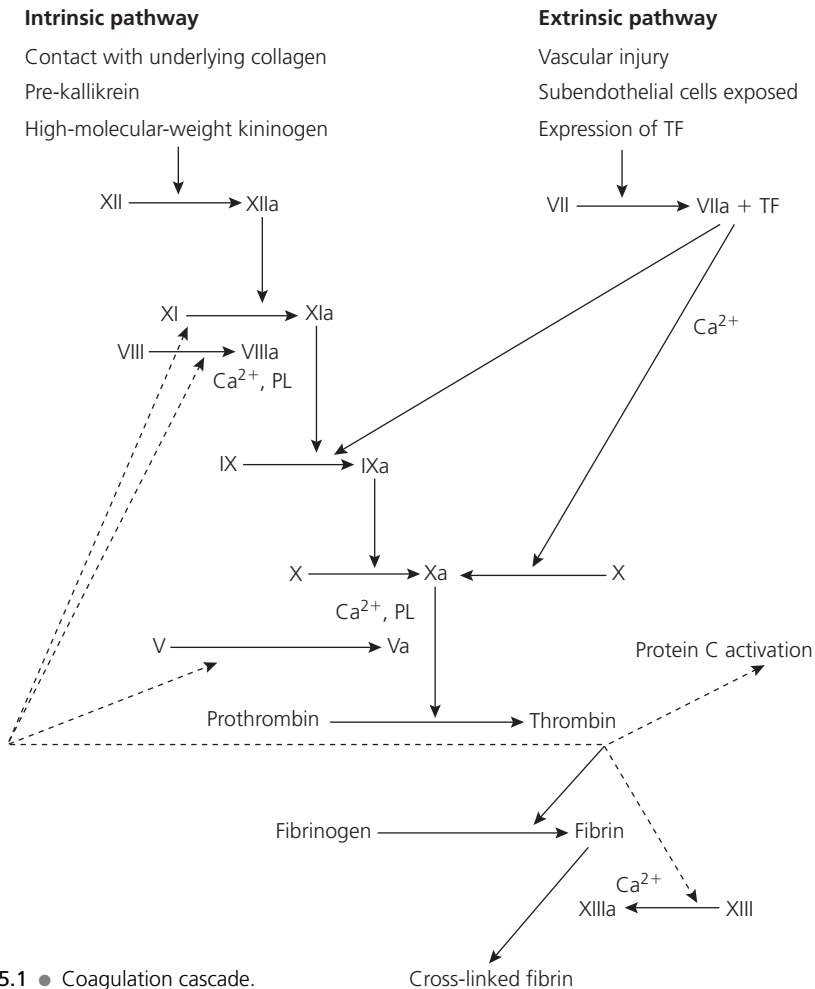 Intrinsic pathway
Contact with underlying collagen
Pre-kallikrein
High-molecular-weight kininogen
Extrinsic pathway
Vascular injury
Subendothelial cells exposed
Expression of TF
XII XIIa
VII VIIa + TF
XI XIa
Ca²⁺
VIII VIIIa
Ca²⁺, PL
IX IXa
X Xa X
Ca²⁺, PL
V Va
Protein C activation
Prothrombin Thrombin
Fibrinogen Fibrin
Ca²⁺
XIIIa XIII
5.1 ● Coagulation cascade.
Cross-linked fibrin